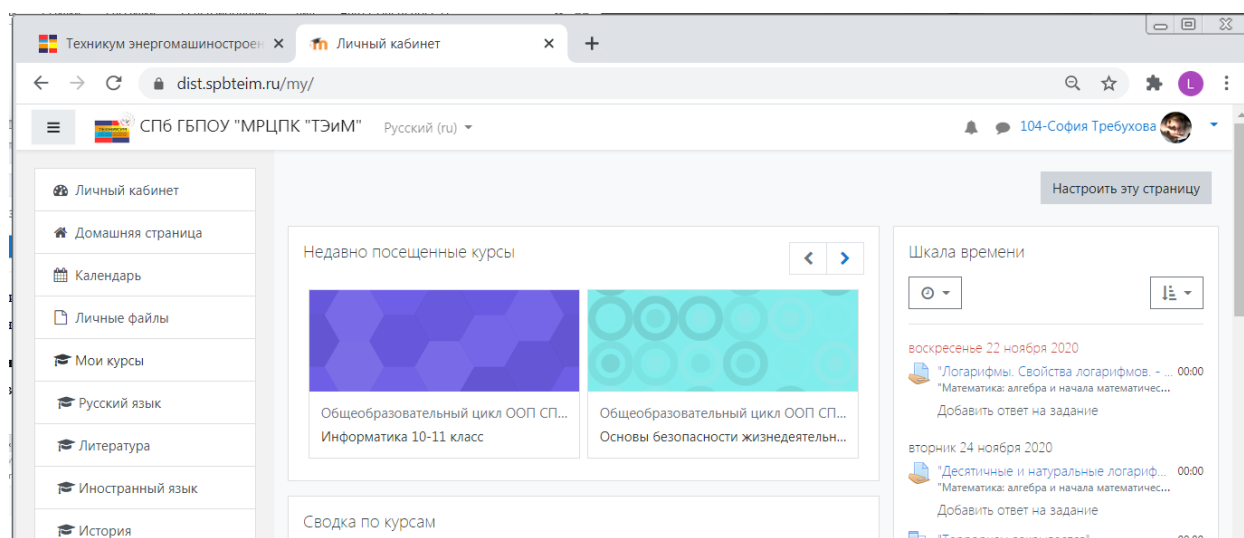 Техникум энергомашиностроен
Личный кабинет
dist.spbteim.ru/my/
L
СПб ГБПОУ "МРЦПК "ТЭиМ"
Русский (ru)
104-София Требухова
Настроить эту страницу
Личный кабинет
Домашняя страница
Календарь
Личные файлы
Мои курсы
Русский язык
Литература
Иностранный язык
История
Недавно посещенные курсы
Общеобразовательный цикл ООП СП...
Информатика 10-11 класс
Общеобразовательный цикл ООП СП...
Основы безопасности жизнедеятельн...
Сводка по курсам
Шкала времени
воскресенье 22 ноября 2020
"Логарифмы. Свойства логарифмов. - ... 00:00
"Математика: алгебра и начала математичес...
Добавить ответ на задание
вторник 24 ноября 2020
"Десятичные и натуральные логариф... 00:00
"Математика: алгебра и начала математичес...
Добавить ответ на задание